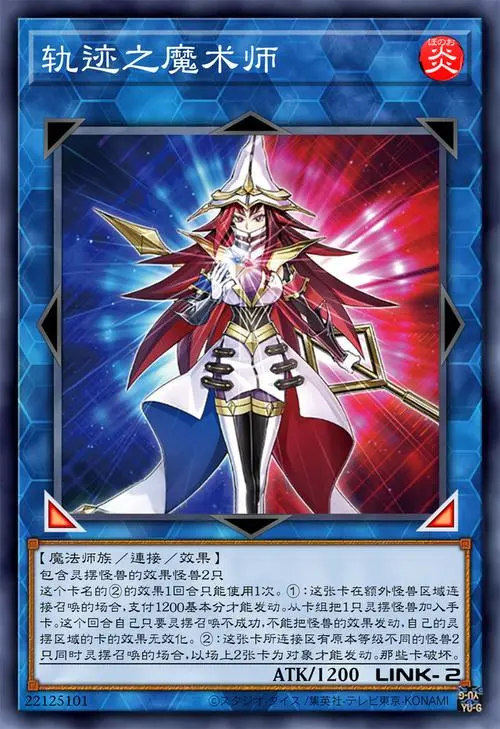 轨迹之魔术师
ほのお
炎
【魔法师族／連接／效果】
包含灵摆怪兽的效果怪兽2只
这个卡名的②的效果1回合只能使用1次。①：这张卡在额外怪兽区域连
接召唤的场合，支付1200基本分才能发动。从卡组把1只灵摆怪兽加入手
卡。这个回合自己只要灵摆召唤不成功，不能把怪兽的效果发动，自己的灵
摆区域的卡的效果无效化。②：这张卡所连接区有原本等级不同的怪兽2
只同时灵摆召唤的场合，以场上2张卡为对象才能发动。那些卡破坏。
ATK/1200 LINK-2
22125101
©スタジオ・ダイス /集英社・テレビ東京・KONAMI